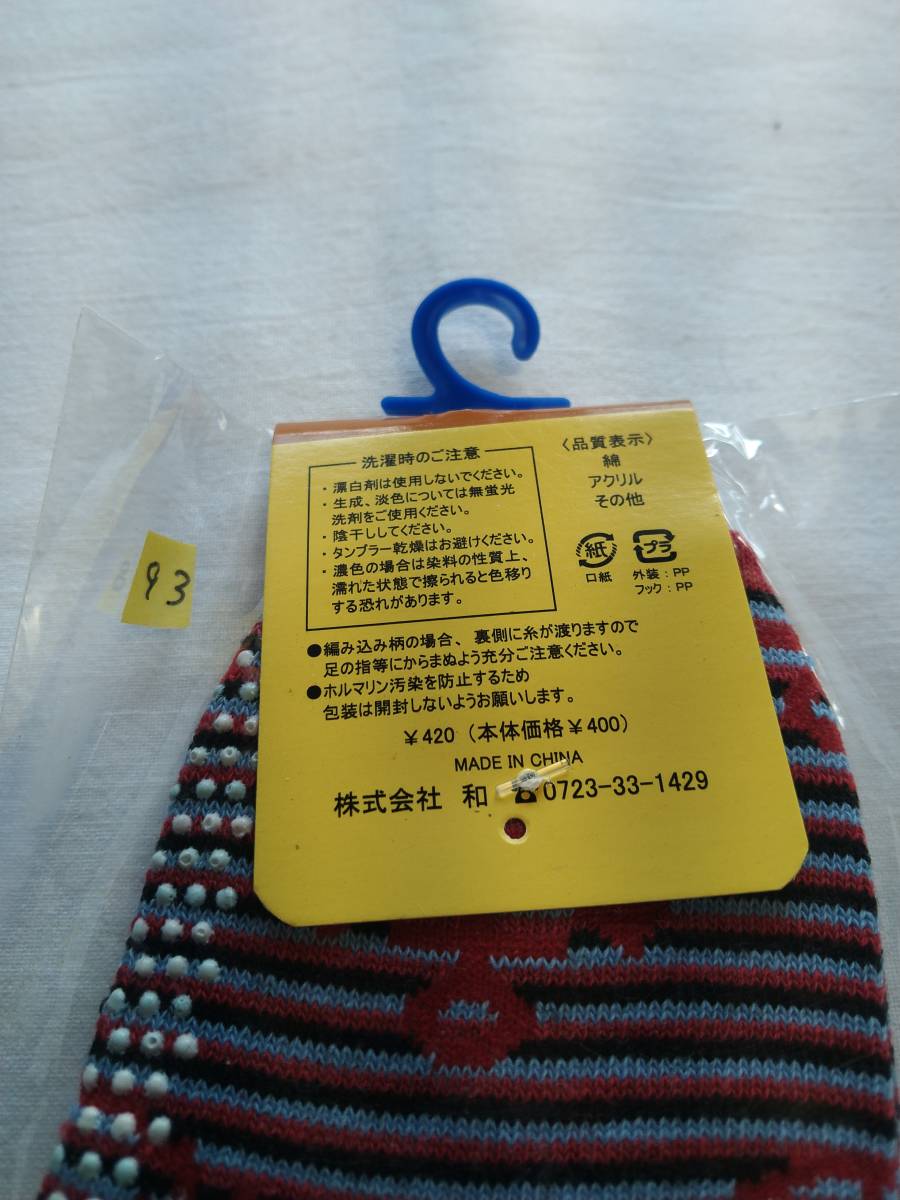 洗濯時のご注意
・漂白剤は使用しないでください。
・生成、淡色については無蛍光
洗剤をご使用ください。
・陰干ししてください。
・タンブラー乾燥はお避けください。
・濃色の場合は染料の性質上、
濡れた状態で擦られると色移り
する恐れがあります。
〈品質表示〉
綿
アクリル
その他
紙
口紙
プラ
外装：PP
フック：PP
93
●編み込み柄の場合、裏側に糸が渡りますので
足の指等にからまぬよう充分ご注意ください。
●ホルマリン汚染を防止するため
包装は開封しないようお願いします。
￥420（本体価格￥400）
MADE IN CHINA
株式会社 和 ☎0723-33-1429